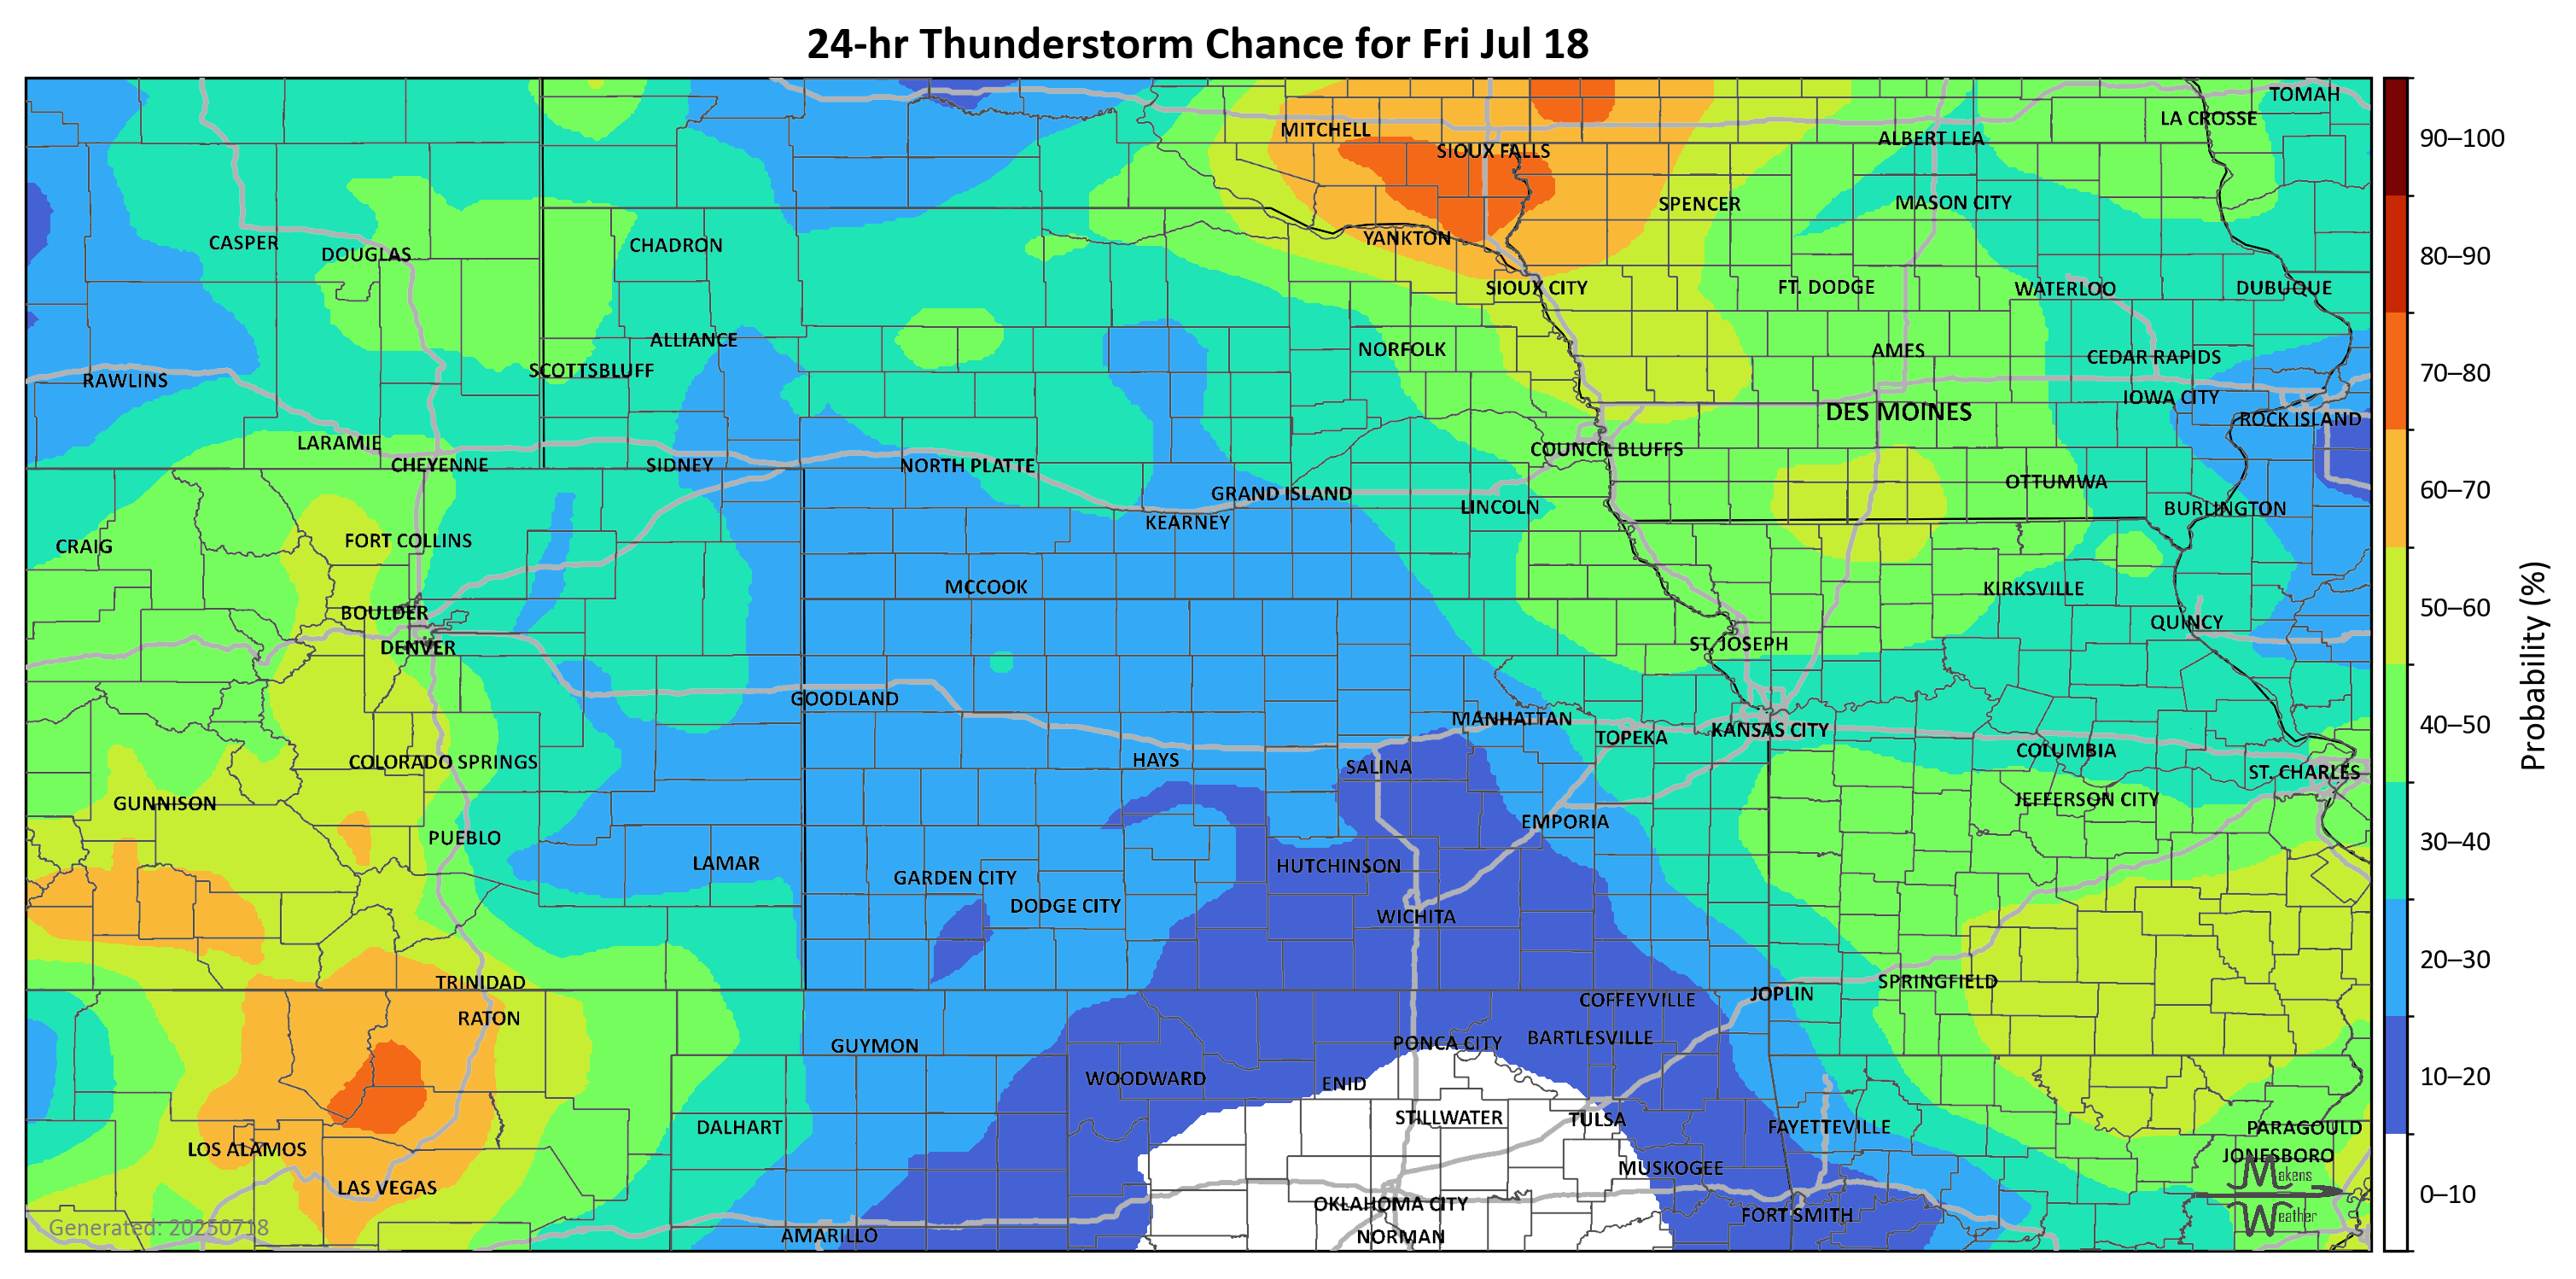 24-hr Thunderstorm Chance for Fri Jul 18
TOMAH
LA CROSSE
MITCHELL
ALBERT LEA
SIOUX FALLS
SPENCER
MASON CITY
YANKTON
CASPER
DOUGLAS
CHADRON
SIOUX CITY
FT. DODGE
WATERLOO
DUBUQUE
ALLIANCE
NORFOLK
AMES
CEDAR RAPIDS
SCOTTSBLUFF
RAWLINS
IOWA CITY
DES MOINES
ROCK ISLAND
LARAMIE
COUNCIL BLUFFS
CHEYENNE
SIDNEY
NORTH PLATTE
OTTUMWA
GRAND ISLAND
LINCOLN
BURLINGTON
KEARNEY
CRAIG
FORT COLLINS
MCCOOK
KIRKSVILLE
BOULDER
QUINCY
DENVER
ST. JOSEPH
GOODLAND
MANHATTAN
TOPEKA
KANSAS CITY
COLUMBIA
COLORADO SPRINGS
HAYS
SALINA
ST. CHARLES
GUNNISON
JEFFERSON CITY
EMPORIA
PUEBLO
LAMAR
HUTCHINSON
GARDEN CITY
DODGE CITY
WICHITA
TRINIDAD
SPRINGFIELD
JOPLIN
COFFEYVILLE
RATON
BARTLESVILLE
GUYMON
PONCA CITY
WOODWARD
ENID
STILLWATER
TULSA
DALHART
FAYETTEVILLE
PARAGOULD
LOS ALAMOS
JONESBORO
MUSKOGEE
LAS VEGAS
OKLAHOMA CITY
FORT SMITH
AMARILLO
NORMAN
Generated: 20250718
Makens
Weather
90–100
80–90
70–80
60–70
50–60
40–50
30–40
20–30
10–20
0–10
Probability (%)